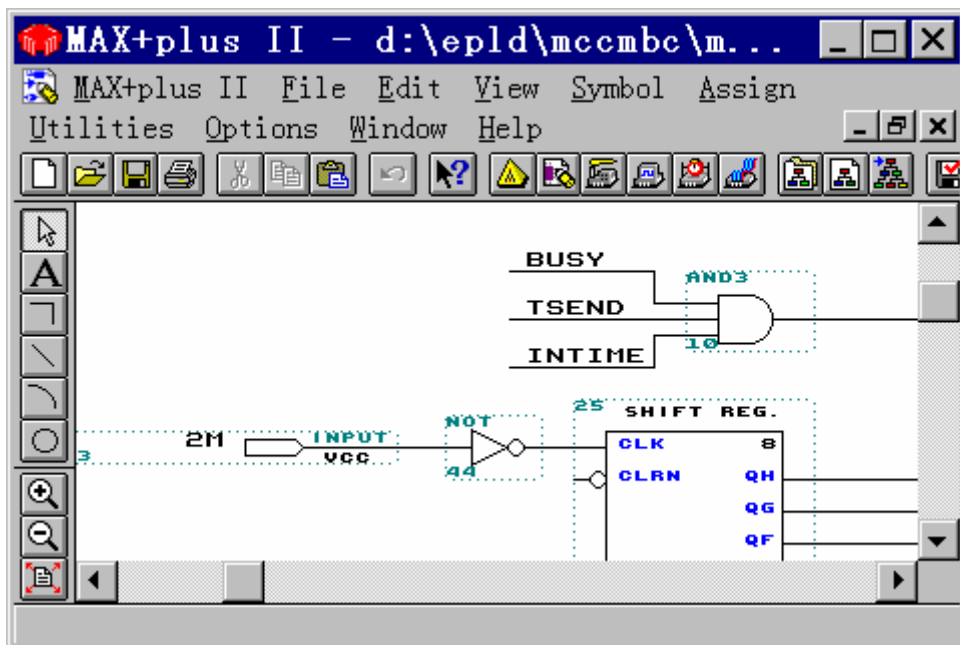 MAX+plus II - d:\epld\mccmbc\m...
MAX+plus II File Edit View Symbol Assign
Utilities Options Window Help
BUSY
AND3
TSEND
INTIME
10
25 SHIFT REG.
NOT
2M INPUT
VCC
3
44
CLK 8
CLRN QH
QG
QF